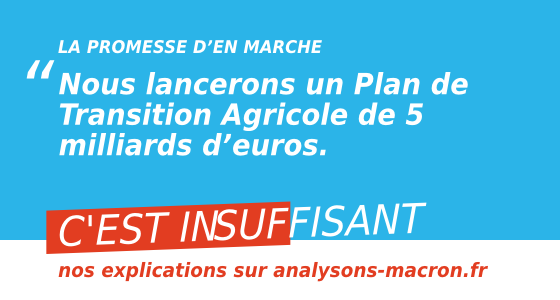 LA PROMESSE D’EN MARCHE
“ Nous lancerons un Plan de
Transition Agricole de 5
milliards d’euros.
C'EST INSUFFISANT
nos explications sur analysons-macron.fr